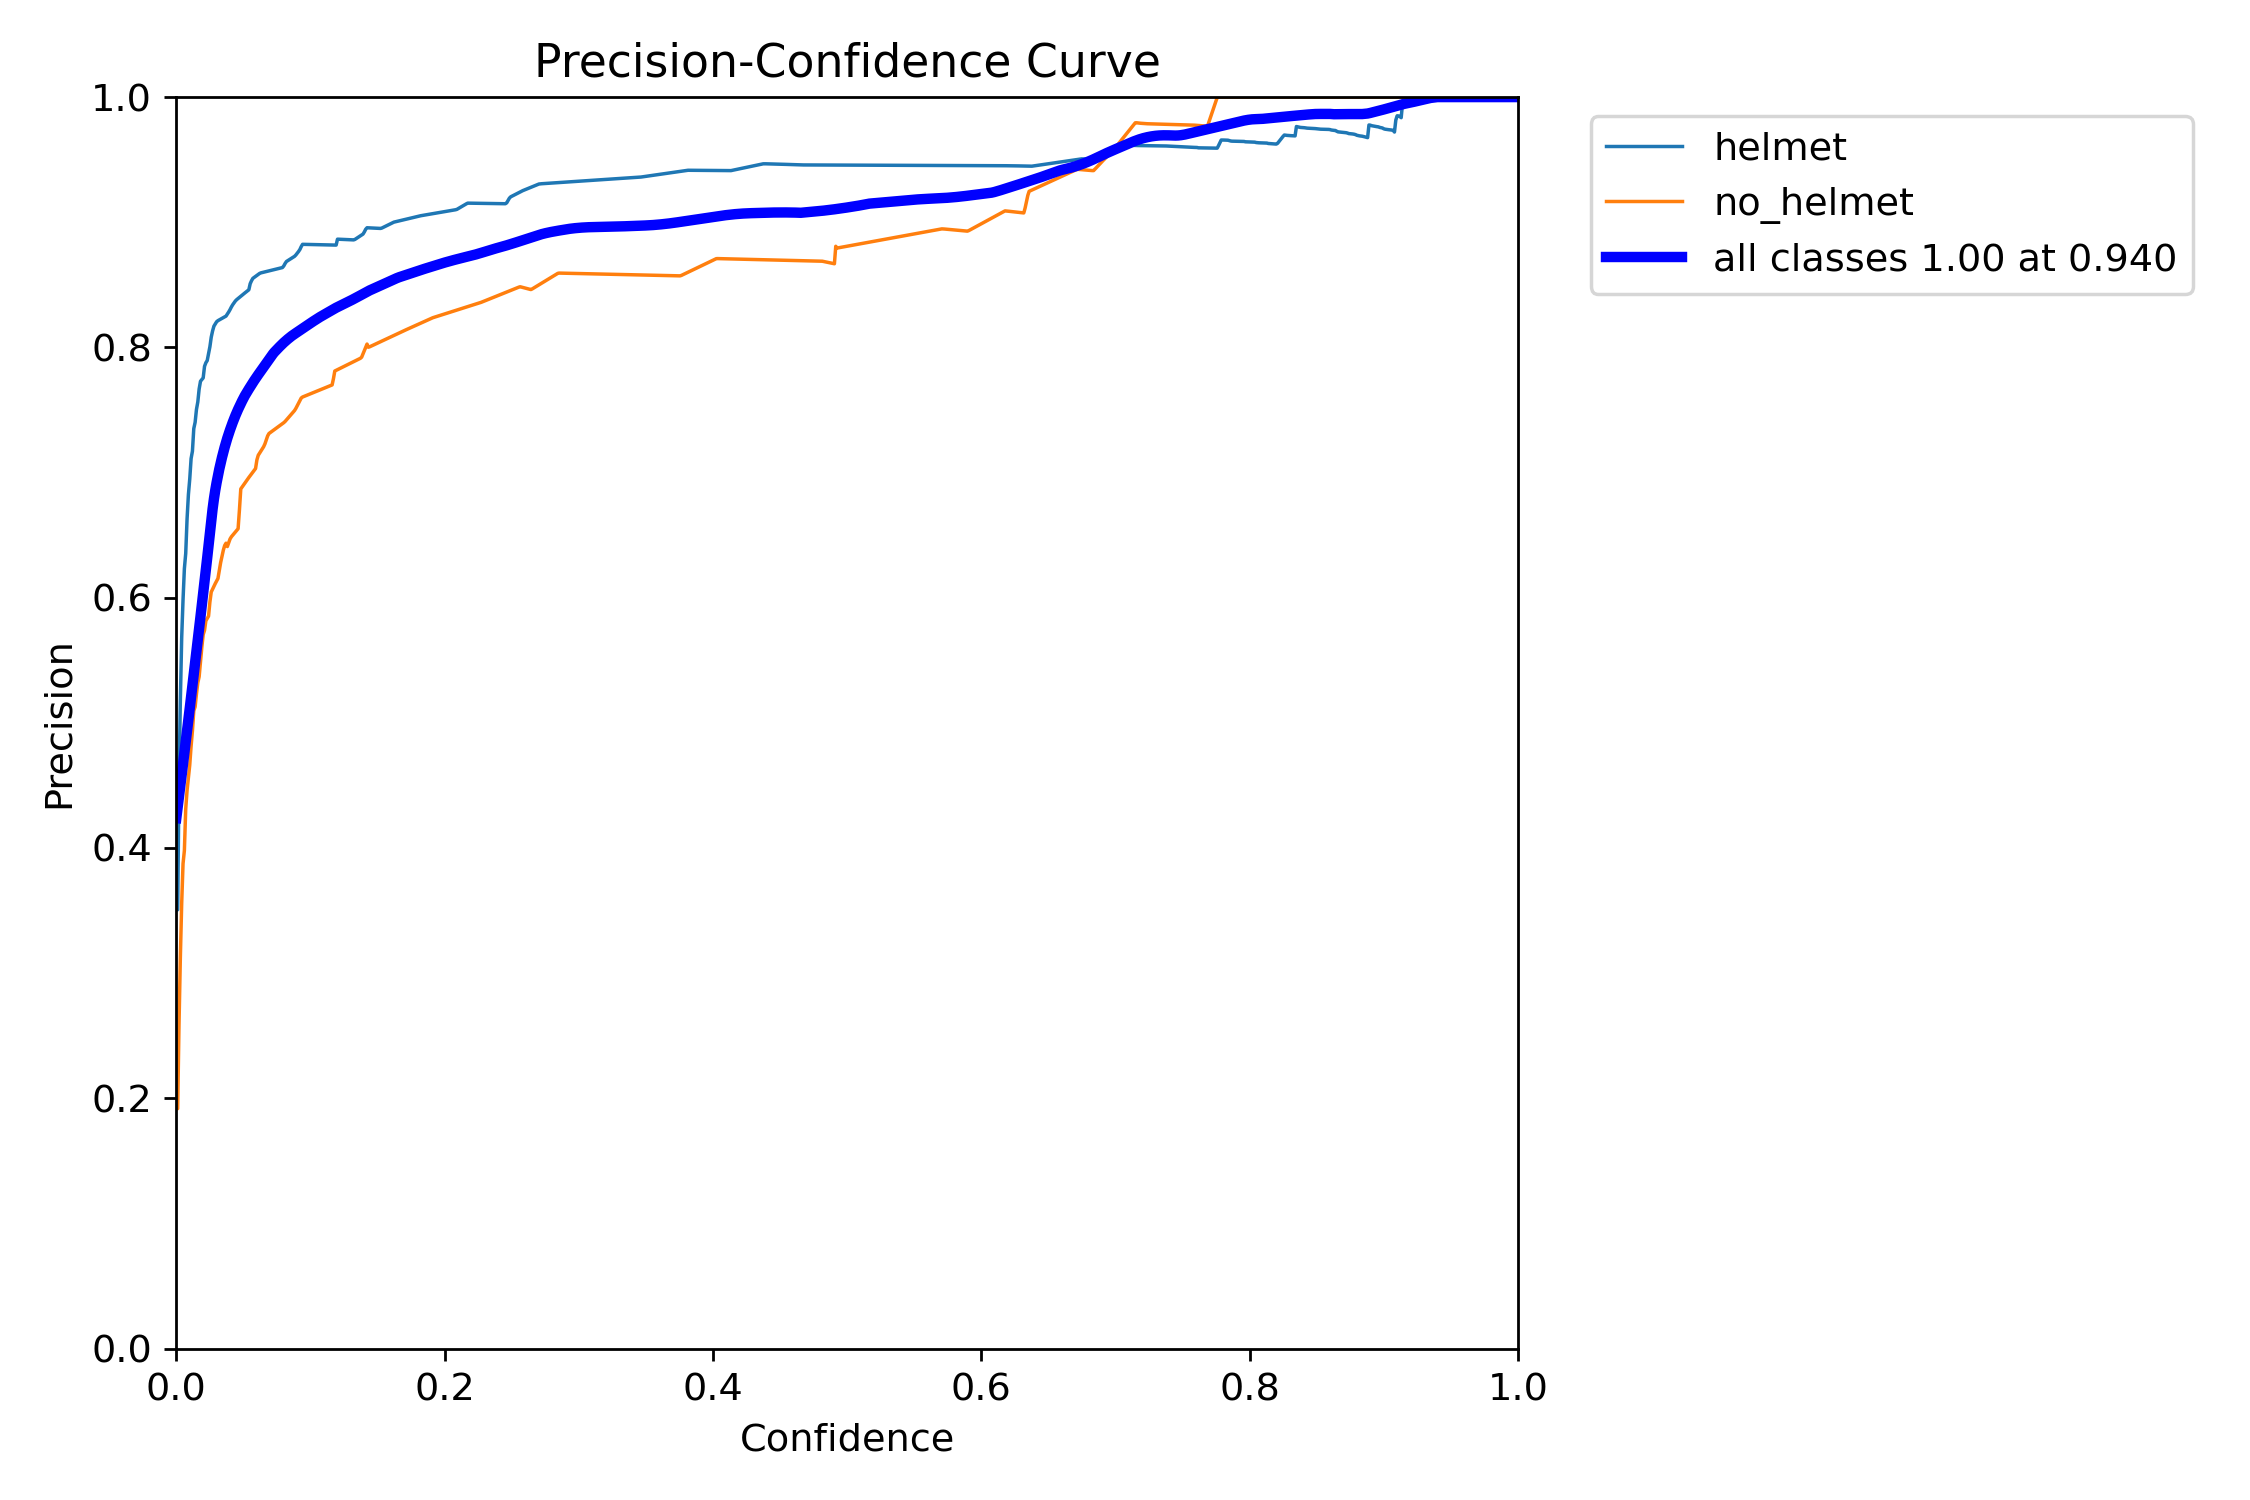 Precision-Confidence Curve
1.0
0.8
0.6
0.4
0.2
0.0
Precision
0.0 0.2 0.4 0.6 0.8 1.0
Confidence
helmet
no_helmet
all classes 1.00 at 0.940